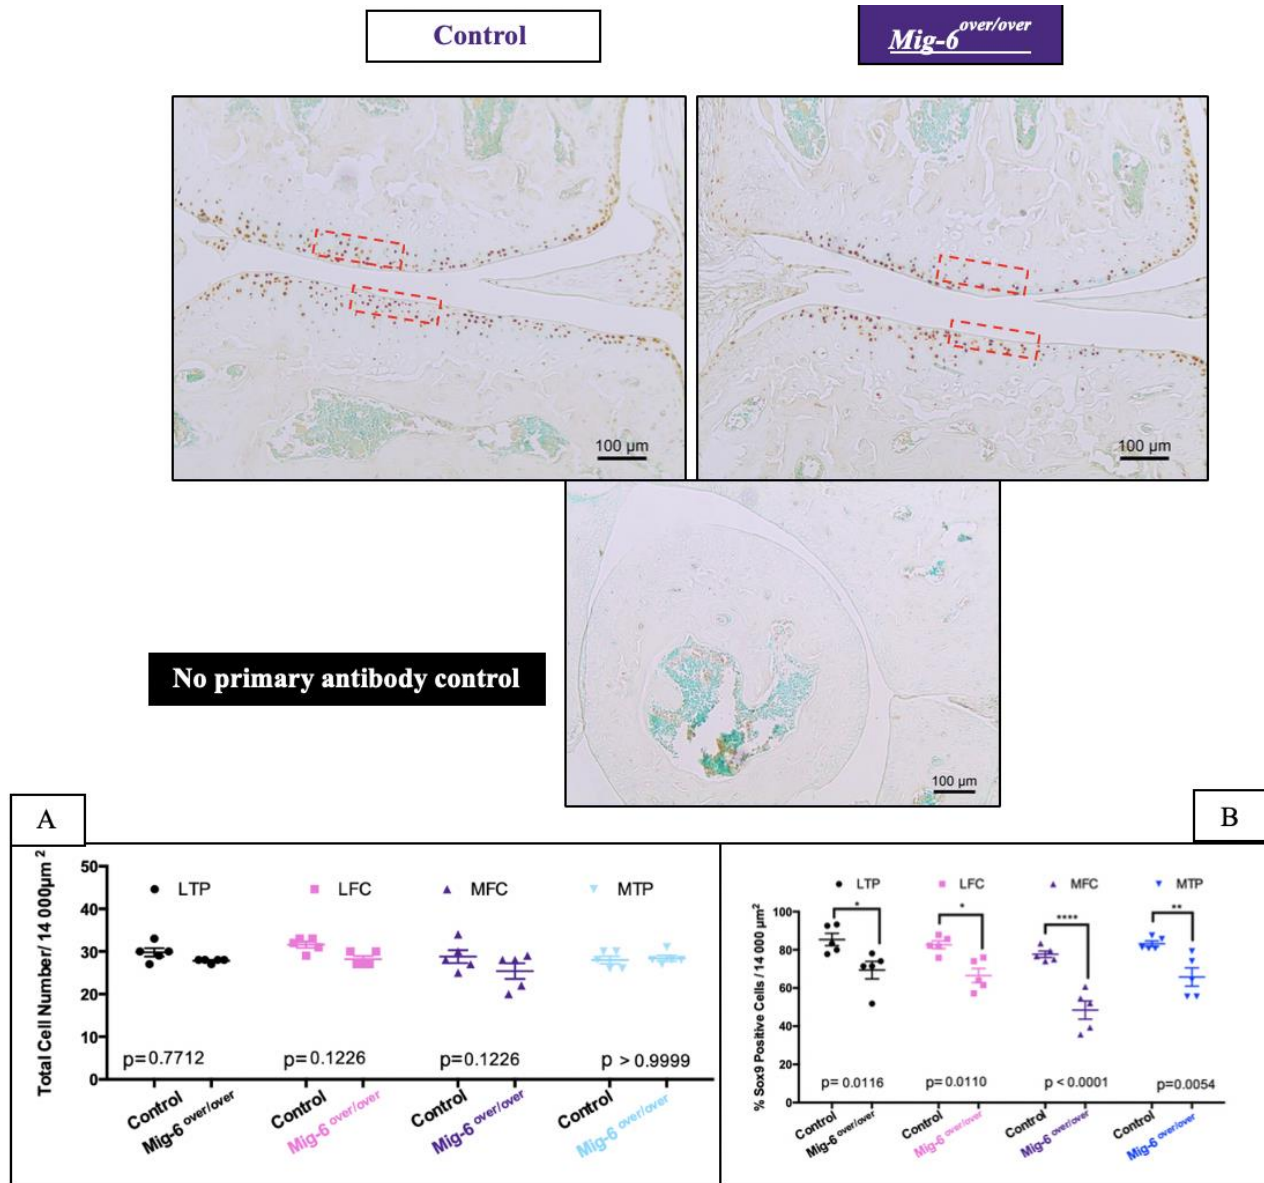 Control
Mig-6 over/over
100 µm
100 µm
No primary antibody control
100 µm
A
B
Total Cell Number/ 14 000µm 2
50
40
30
20
10
0
LTP
LFC
MFC
MTP
p=0.7712
p=0.1226
p=0.1226
p > 0.9999
Control
Mig-6 over/over
Control
Mig-6 over/over
Control
Mig-6 over/over
Control
Mig-6 over/over
% Sox9 Positive Cells / 14 000 µm²
100
80
60
40
20
0
LTP
LFC
MFC
MTP
*
*
****
**
p= 0.0116
p= 0.0110
p < 0.0001
p=0.0054
Control
Mig-6 over/over
Control
Mig-6 over/over
Control
Mig-6 over/over
Control
Mig-6 over/over